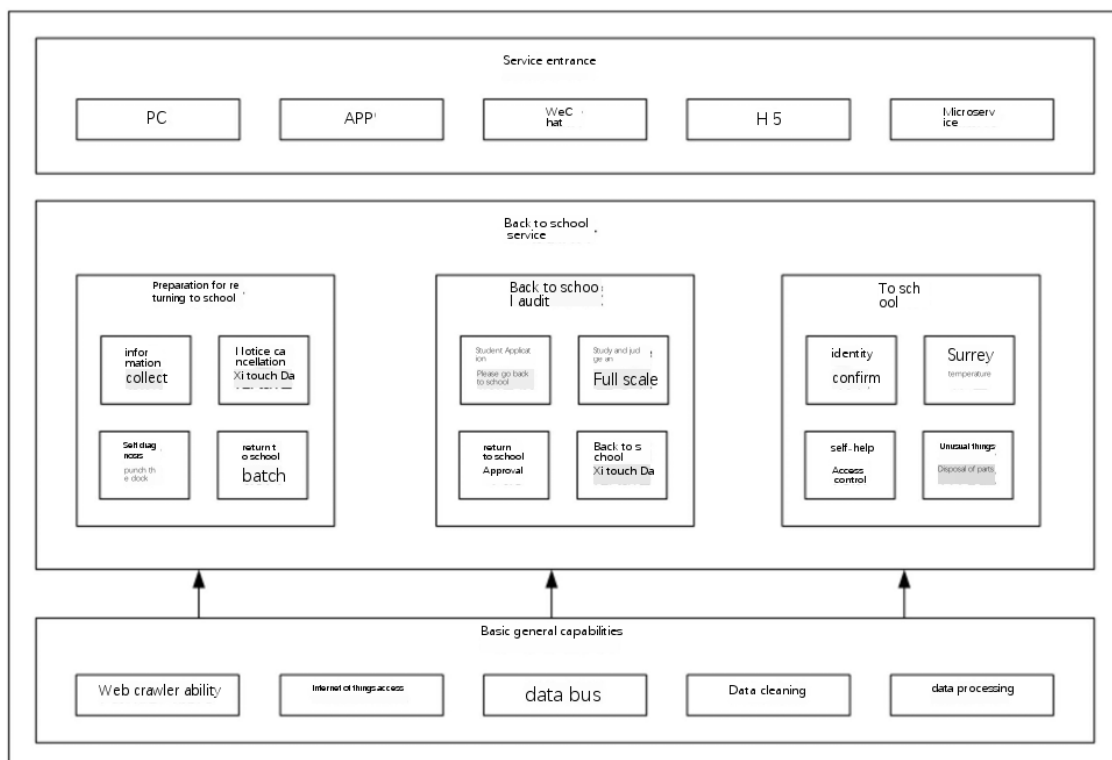 Service entrance
PC
APP'
WeC
hat
H 5
Microserv
ice
Back to school
service
Preparation for re
turning to school
infor
mation
collect
ncellation
Xi touch Da
Self diag
nosis
punch th
e clock
return t
o school
batch
Back to schoo
l audit
Student Applicat
ion
Please go back
to school
Study and jud
ge an
Full scale
return
to school
Approval
Back to s
chool
Xi touch Da
To sch
ool
identity
confirm
Surrey
temperature
self-help
Access
control
Unusual things
Disposal of parts
Basic general capabilities
Web crawler ability
Internet of things access
data bus
Data cleaning
data processing